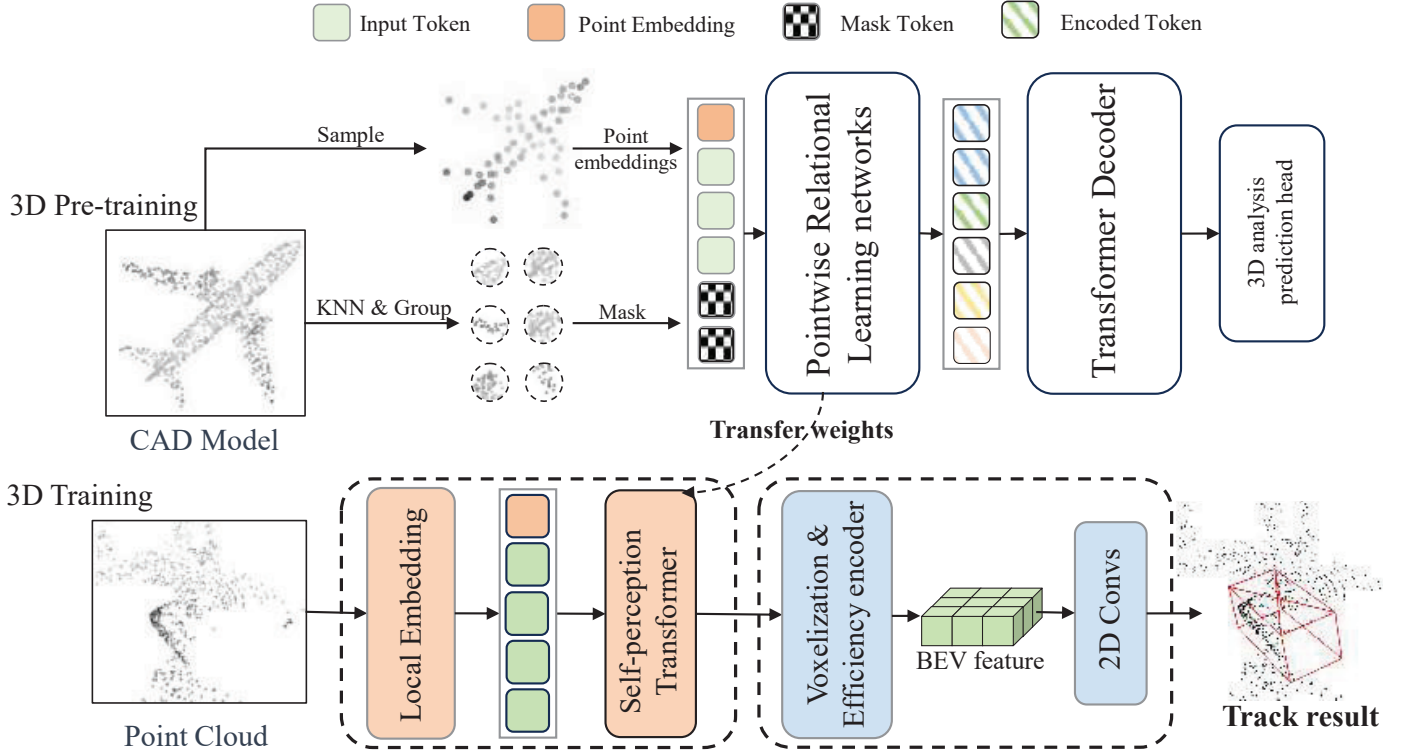 Input Token
Point Embedding
Mask Token
Encoded Token
Sample
Point
embeddings
3D Pre-training
KNN & Group
Mask
Pointwise Relational
Learning networks
Transformer Decoder
3D analysis
prediction head
CAD Model
Transfer weights
3D Training
Local Embedding
Self-perception
Transformer
Voxelization &
Efficiency encoder
BEV feature
2D Convs
Point Cloud
Track result